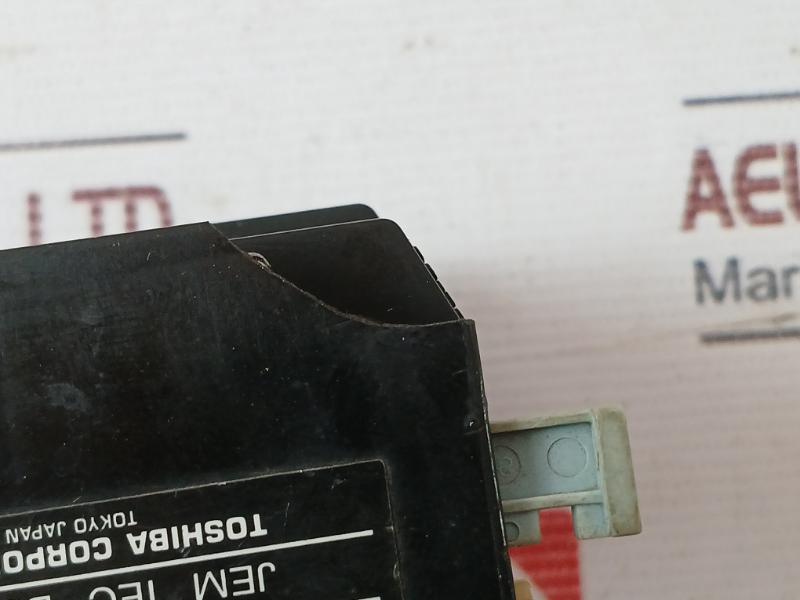 LTD
AEU
Mar
TOSHIBA CORPO
TOKYO JAPAN
JEM IEC